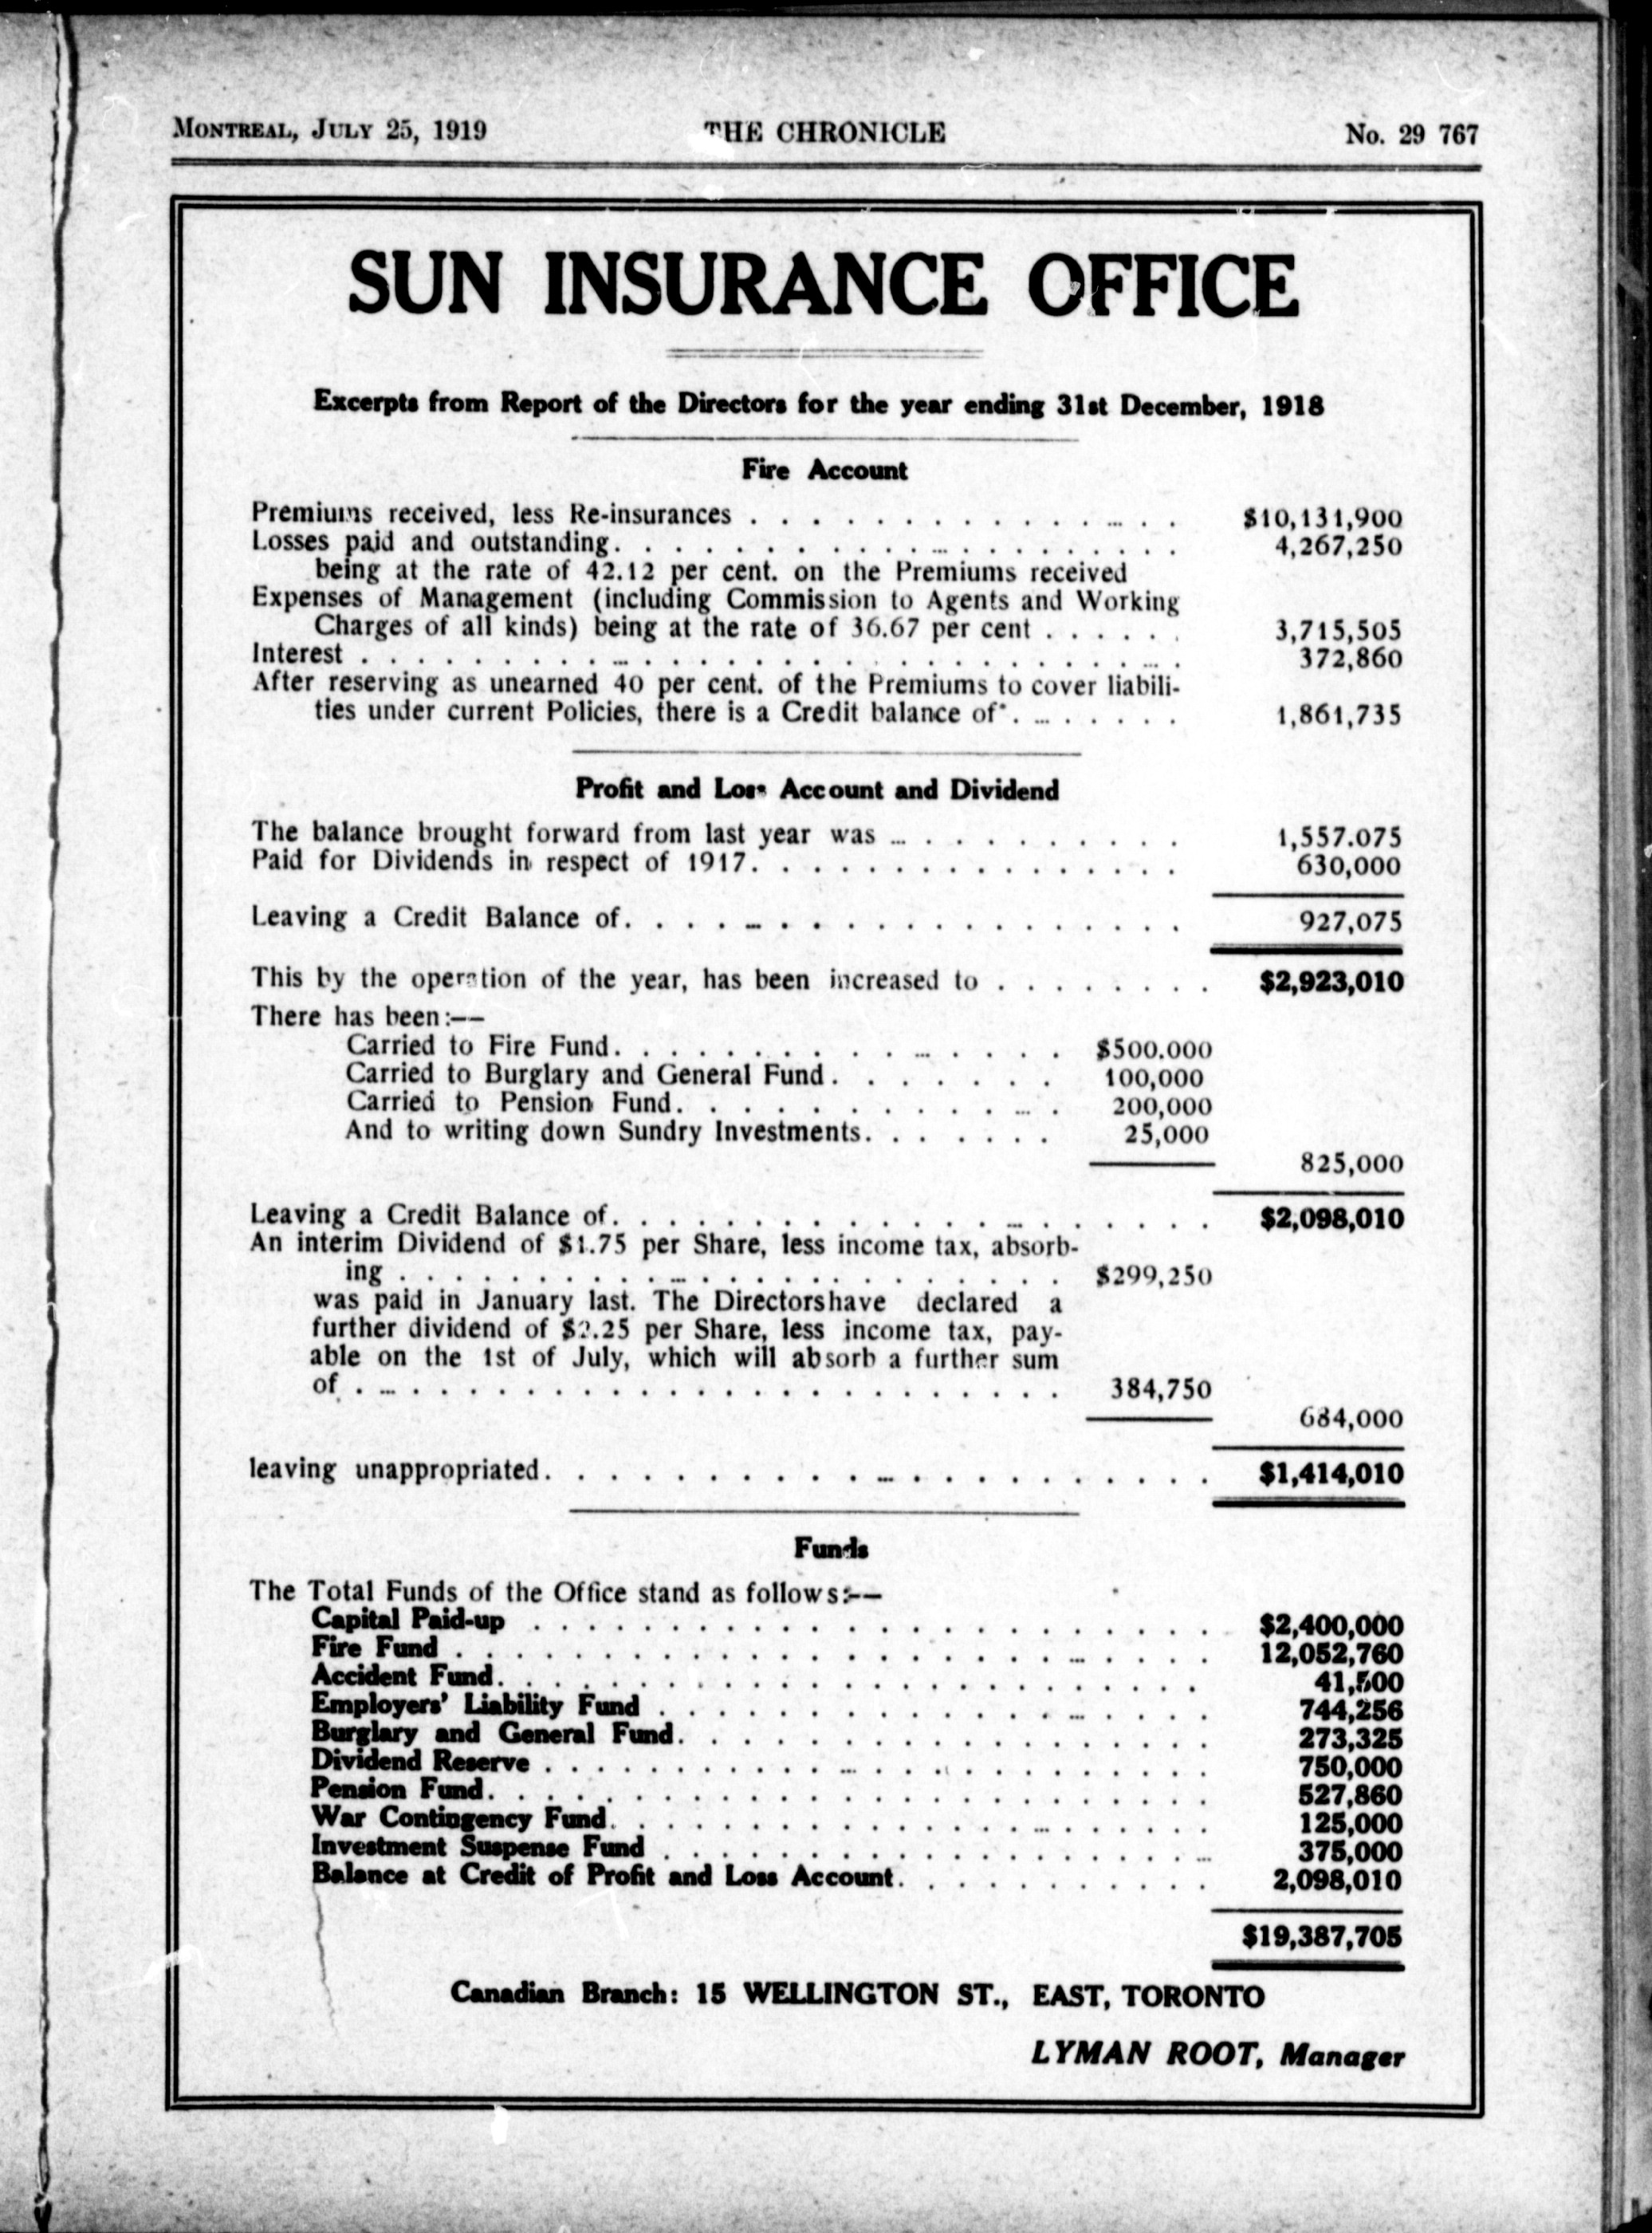 MONTREAL, JULY 25, 1919 THE CHRONICLE No. 29 767
SUN INSURANCE OFFICE
Excerpts from Report of the Directors for the year ending 31st December, 1918
Fire Account
Premiums received, less Re-insurances . . . . . . . . . . . . . . . $10,131,900
Losses paid and outstanding. . . . . . . . . . . . . . . . . . . 4,267,250
being at the rate of 42.12 per cent. on the Premiums received
Expenses of Management (including Commission to Agents and Working
Charges of all kinds) being at the rate of 36.67 per cent . . . . . . 3,715,505
Interest . . . . . . . . . . . . . . . . . . . . . . . . . . . 372,860
After reserving as unearned 40 per cent. of the Premiums to cover liabili-
ties under current Policies, there is a Credit balance of . . . . . . . 1,861,735
Profit and Loss Account and Dividend
The balance brought forward from last year was . . . . . . . . . . 1,557.075
Paid for Dividends in respect of 1917. . . . . . . . . . . . . . . 630,000
Leaving a Credit Balance of. . . . . . . . . . . . . . . . . . . 927,075
This by the operation of the year, has been increased to . . . . . . . . $2,923,010
There has been:--
Carried to Fire Fund. . . . . . . . . . . . . . . . $500.000
Carried to Burglary and General Fund. . . . . . . . 100,000
Carried to Pension Fund. . . . . . . . . . . . . . 200,000
And to writing down Sundry Investments. . . . . . . 25,000
825,000
Leaving a Credit Balance of. . . . . . . . . . . . . . . . . . . . . $2,098,010
An interim Dividend of $1.75 per Share, less income tax, absorb-
ing . . . . . . . . . . . . . . . . . . . . . . . . $299,250
was paid in January last. The Directorshave declared a
further dividend of $2.25 per Share, less income tax, pay-
able on the 1st of July, which will absorb a further sum
of . . . . . . . . . . . . . . . . . . . . . . . . . 384,750
684,000
leaving unappropriated. . . . . . . . . . . . . . . . . . . . . . . $1,414,010
Funds
The Total Funds of the Office stand as follows:--
Capital Paid-up . . . . . . . . . . . . . . . . . . . . . . . $2,400,000
Fire Fund . . . . . . . . . . . . . . . . . . . . . . . . . . 12,052,760
Accident Fund. . . . . . . . . . . . . . . . . . . . . . . . . 41,500
Employers' Liability Fund . . . . . . . . . . . . . . . . . . . 744,256
Burglary and General Fund. . . . . . . . . . . . . . . . . . . 273,325
Dividend Reserve . . . . . . . . . . . . . . . . . . . . . . . 750,000
Pension Fund. . . . . . . . . . . . . . . . . . . . . . . . . 527,860
War Contingency Fund. . . . . . . . . . . . . . . . . . . . . 125,000
Investment Suspense Fund . . . . . . . . . . . . . . . . . . . 375,000
Balance at Credit of Profit and Loss Account. . . . . . . . . . . 2,098,010
$19,387,705
Canadian Branch: 15 WELLINGTON ST., EAST, TORONTO
LYMAN ROOT, Manager